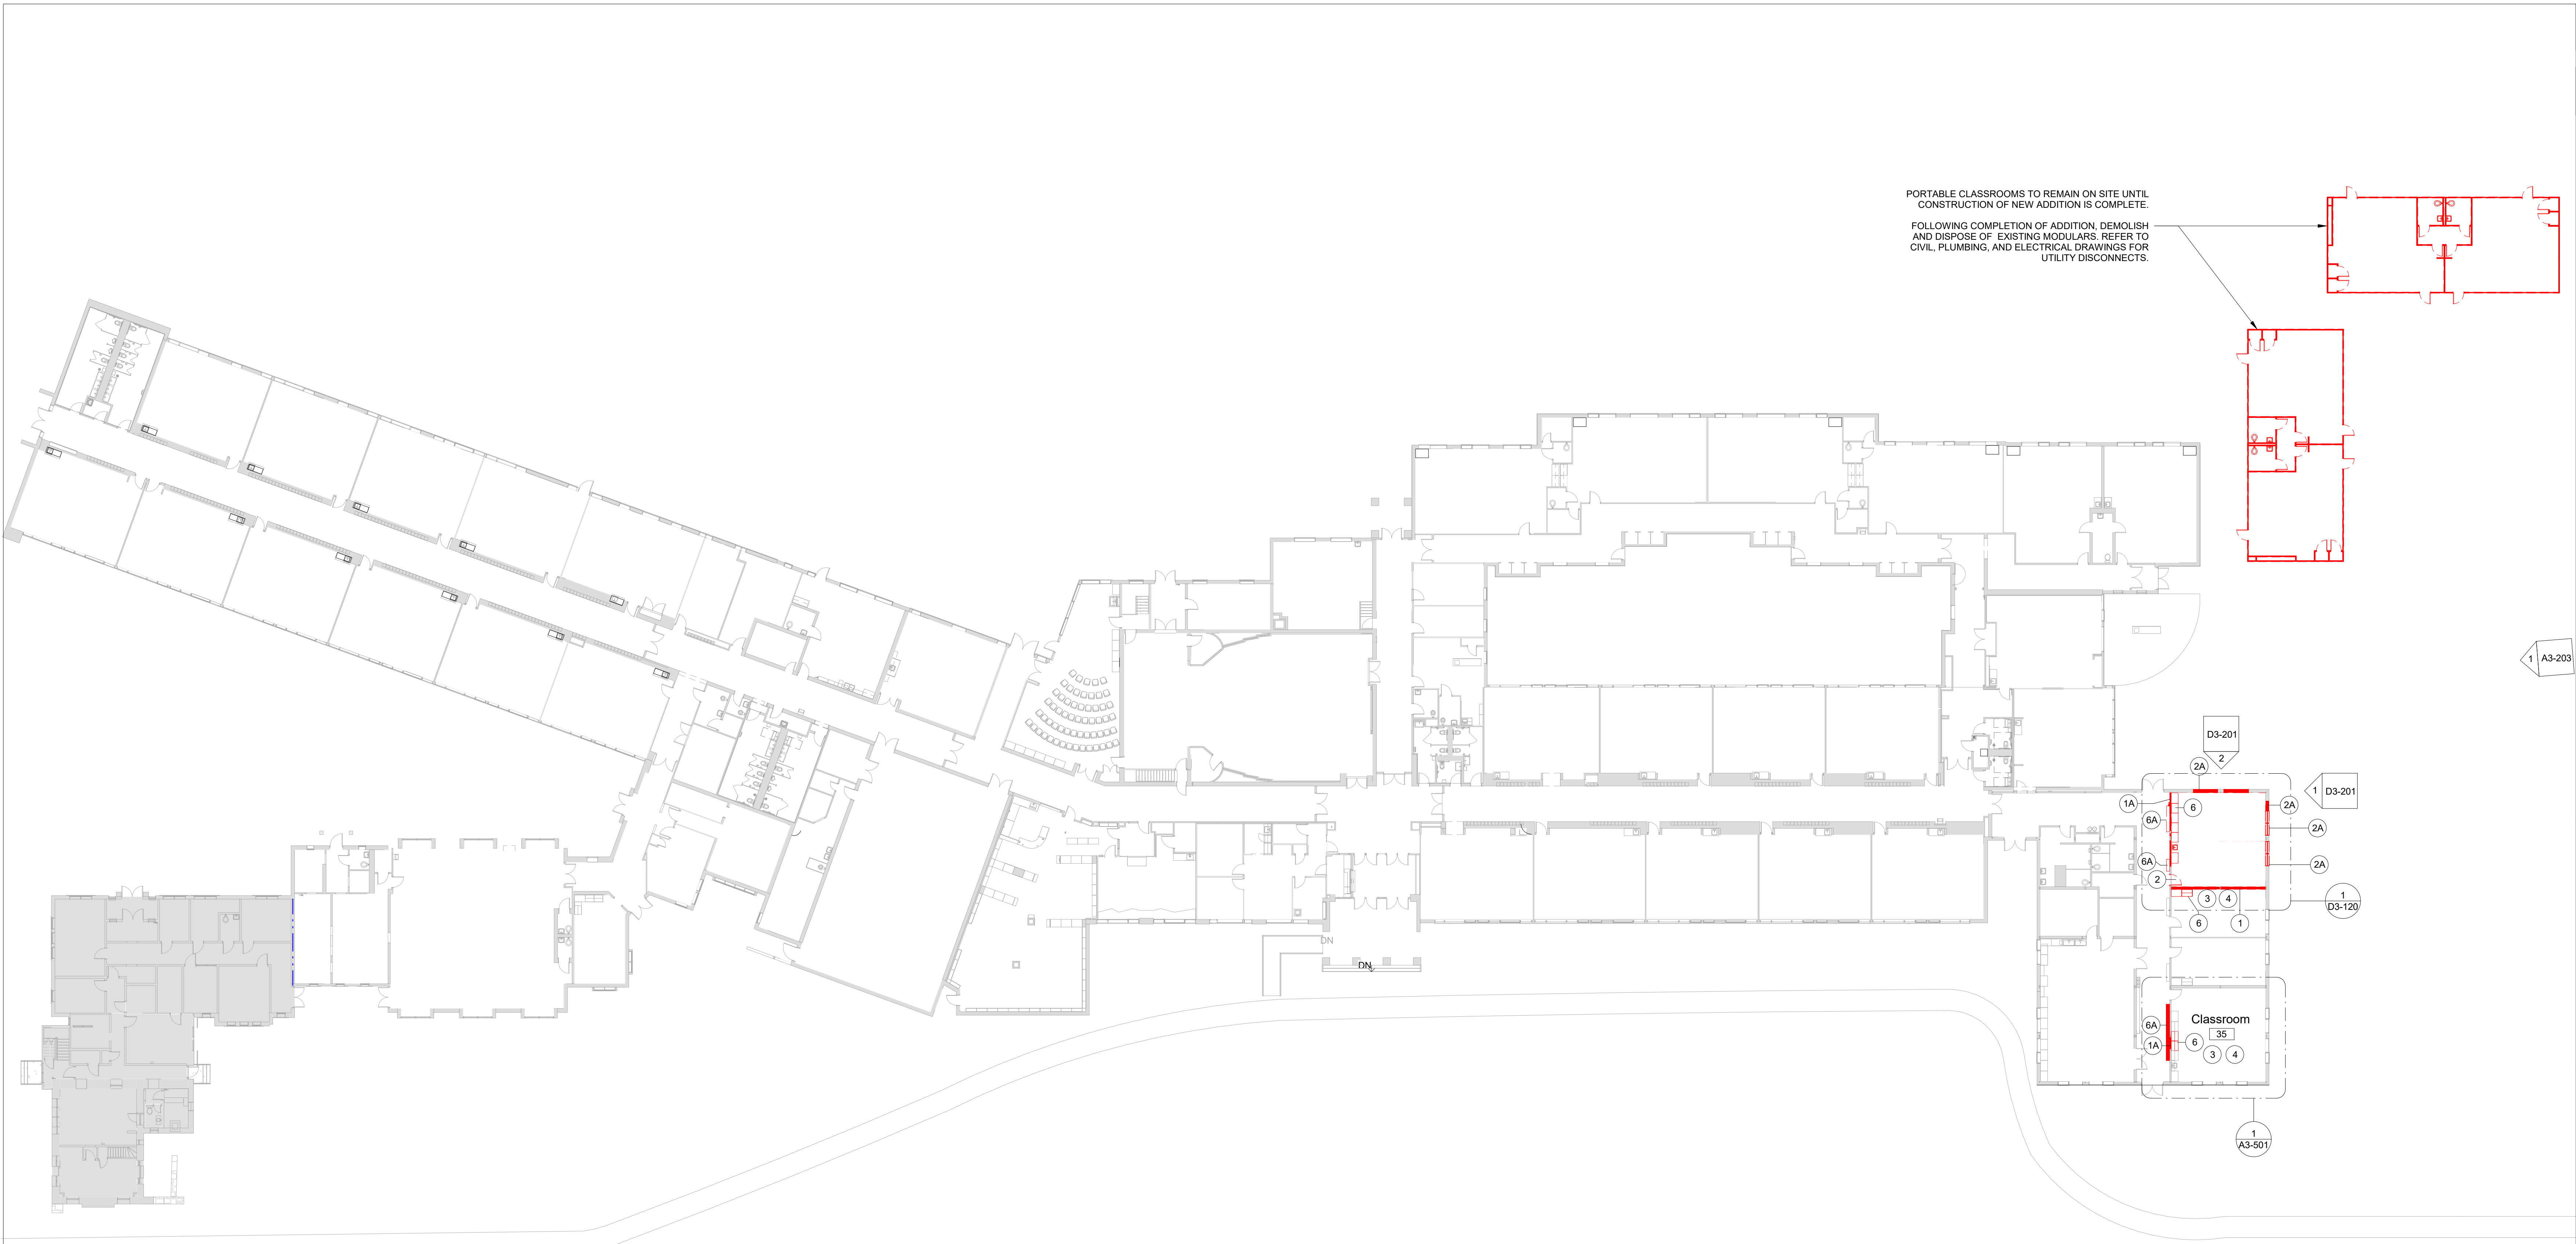 PORTABLE CLASSROOMS TO REMAIN ON SITE UNTIL
CONSTRUCTION OF NEW ADDITION IS COMPLETE.
FOLLOWING COMPLETION OF ADDITION, DEMOLISH
AND DISPOSE OF EXISTING MODULARS. REFER TO
CIVIL, PLUMBING, AND ELECTRICAL DRAWINGS FOR
UTILITY DISCONNECTS.
1 A3-203
D3-201
2
2A
1 D3-201
1A
6
2A
6A
2A
6A
2A
2
3 4
1
D3-120
6
1
DN
DN
Classroom
35
6A
1A
6
3 4
1
A3-501